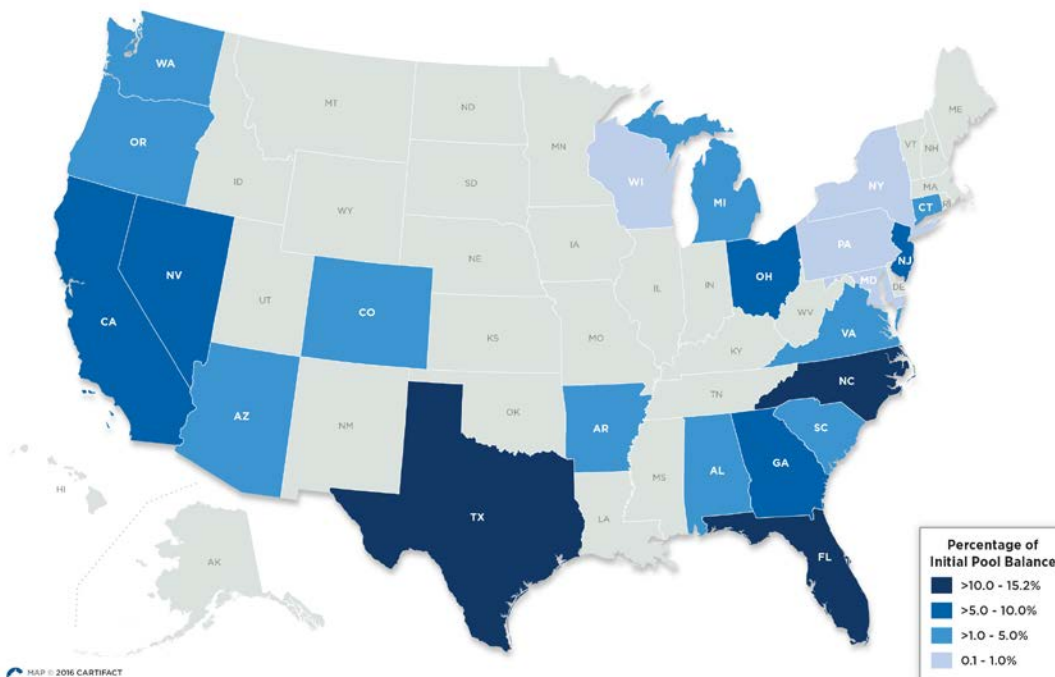 WA
MT
ND
ME
OR
MN
VT
NH
ID
SD
WI
NY
MA
WY
MI
CT
RI
IA
PA
NE
NV
OH
NJ
IL
IN
MD
DE
UT
CO
WV
CA
KS
MO
VA
KY
NC
TN
AZ
NM
OK
AR
SC
AL
GA
MS
HI
TX
LA
FL
AK
Percentage of
Initial Pool Balance
>10.0 - 15.2%
>5.0 - 10.0%
>1.0 - 5.0%
0.1 - 1.0%
MAP © 2016 CARTIFACT